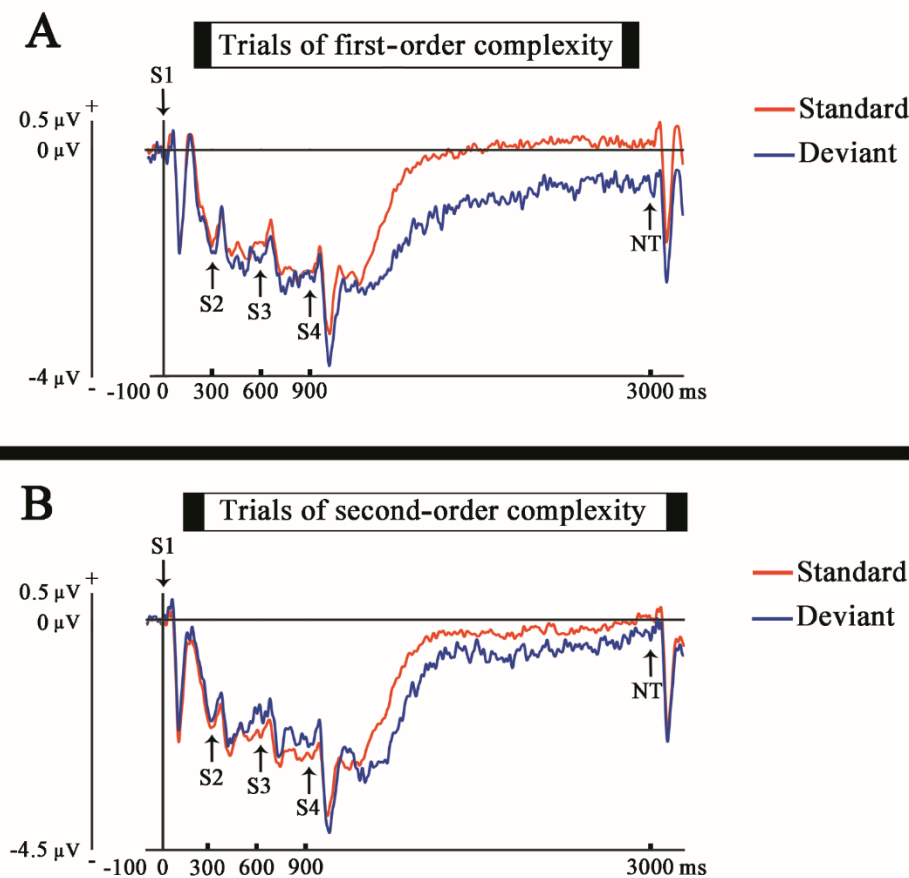 A
Trials of first-order complexity
S1
0.5 μV +
0 μV
Standard
Deviant
NT
S2
S3
S4
-4 μV
-
-100 0 300 600 900 3000 ms
B
Trials of second-order complexity
S1
0.5 μV +
0 μV
Standard
Deviant
NT
S2
S3
S4
-4.5 μV
-
-100 0 300 600 900 3000 ms